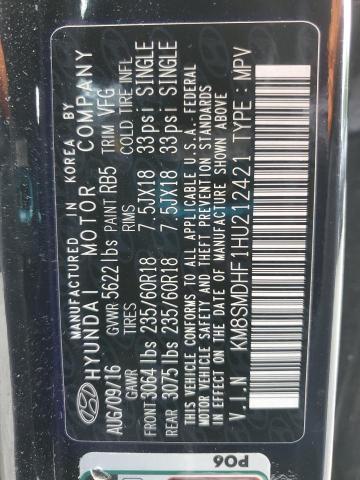 MANUFACTURED IN KOREA BY
HYUNDAI MOTOR COMPANY
AUG/09/16 GVWR 5622 lbs PAINT RB5 TRIM VFG
GAWR TIRES RIMS COLD TIRE INFL
FRONT 3064 lbs 235/60R18 7.5JX18 33psi SINGLE
REAR 3075 lbs 235/60R18 7.5JX18 33psi SINGLE
THIS VEHICLE CONFORMS TO ALL APPLICABLE U.S.A. FEDERAL
MOTOR VEHICLE SAFETY AND THEFT PREVENTION STANDARDS
IN EFFECT ON THE DATE OF MANUFACTURE SHOWN ABOVE.
V.I.N KM8SMDHF1HU212421 TYPE : MPV
P06